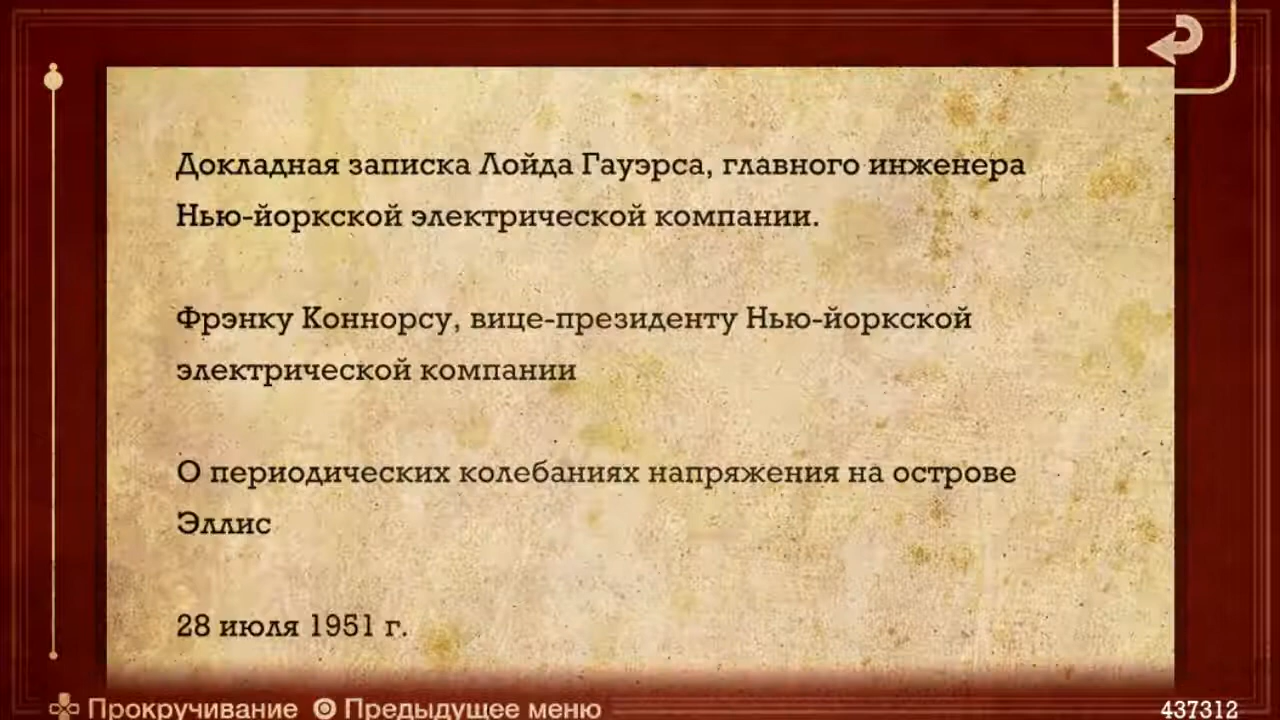 Докладная записка Лойда Гауэрса, главного инженера
Нью-йоркской электрической компании.
Фрэнку Коннорсу, вице-президенту Нью-йоркской
электрической компании
О периодических колебаниях напряжения на острове
Эллис
28 июля 1951 г.
Прокручивание Предыдущее меню
437312